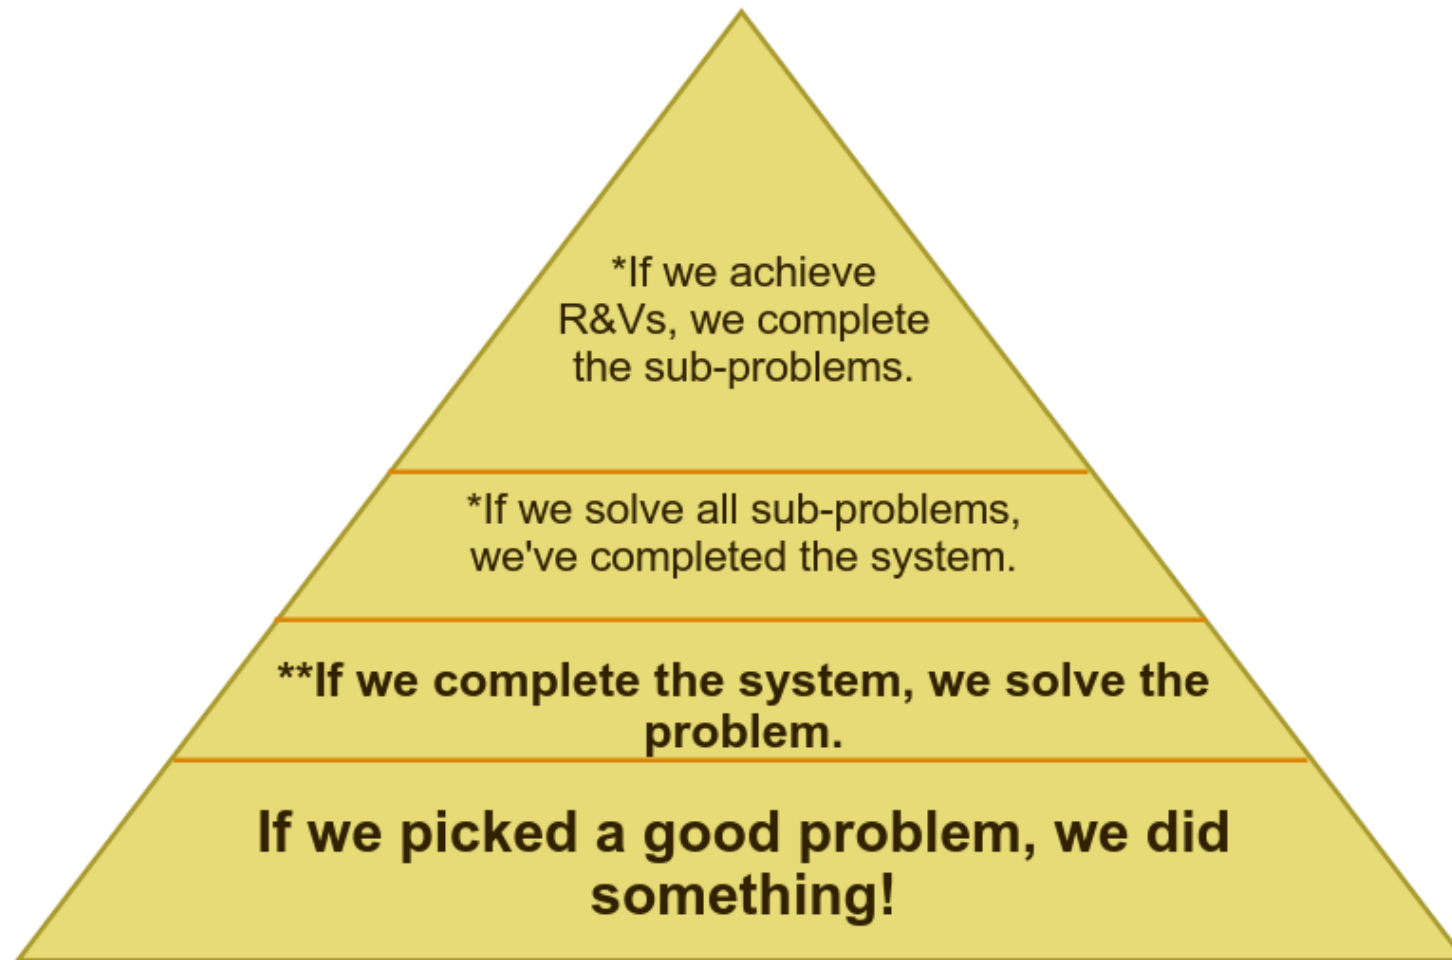 *If we achieve
R&Vs, we complete
the sub-problems.
*If we solve all sub-problems,
we've completed the system.
**If we complete the system, we solve the
problem.
If we picked a good problem, we did
something!